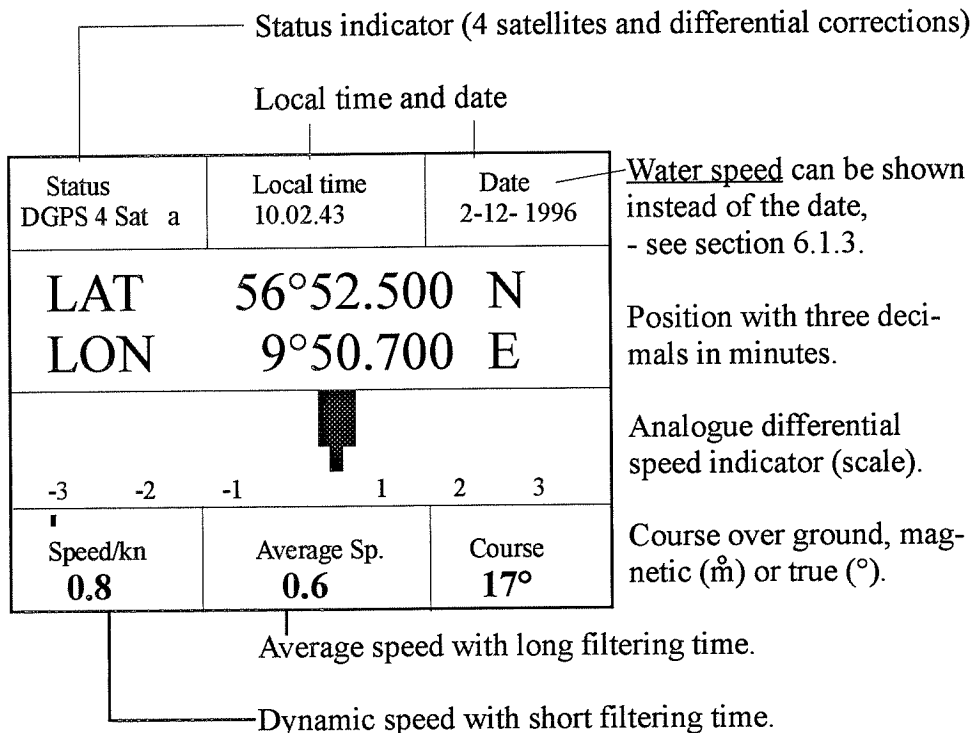 Status indicator (4 satellites and differential corrections)
Local time and date
Status
DGPS 4 Sat a
Local time
10.02.43
Date
2-12- 1996
Water speed can be shown
instead of the date,
- see section 6.1.3.
LAT 56°52.500 N
LON 9°50.700 E
Position with three deci-
mals in minutes.
Analogue differential
speed indicator (scale).
-3 -2 -1 1 2 3
Speed/kn
0.8
Average Sp.
0.6
Course
17°
Course over ground, mag-
netic (m̊) or true (°).
Average speed with long filtering time.
Dynamic speed with short filtering time.